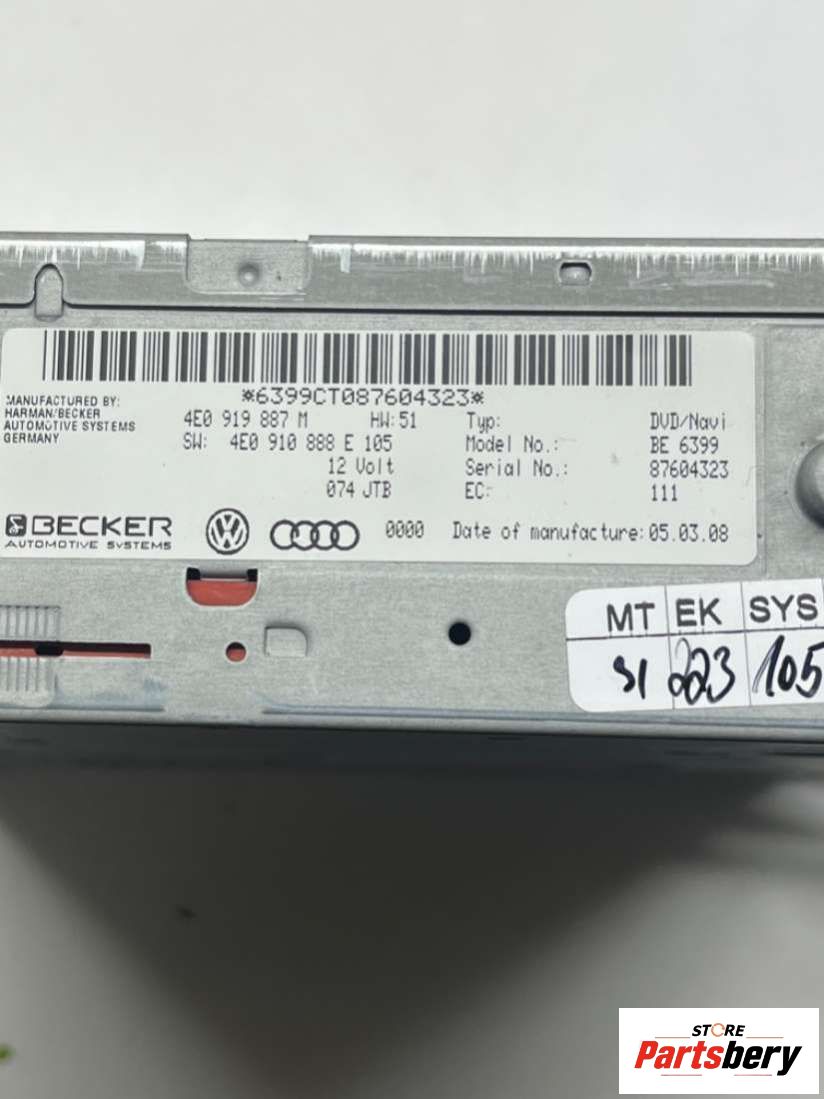 *6399CT087604323*
MANUFACTURED BY:
HARMAN/BECKER
AUTOMOTIVE SYSTEMS
GERMANY
4E0 919 887 M HW:51
SW: 4E0 910 888 E 105
12 Volt
074 JTB
Typ: DVD/Navi
Model No.: BE 6399
Serial No.: 87604323
EC: 111
BECKER
AUTOMOTIVE SYSTEMS
0000 Date of manufacture: 05.03.08
MT EK SYS
SI 223 105
STORE
Partsbery